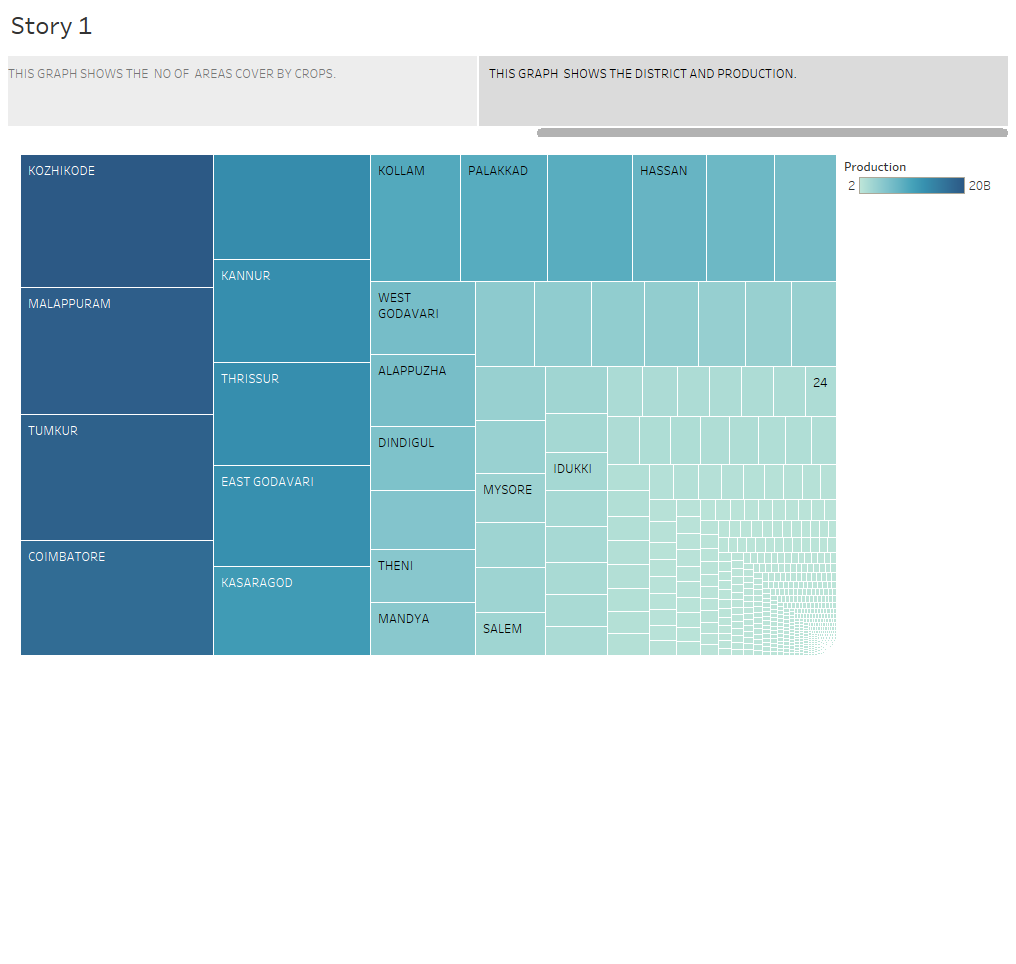 Story 1
THIS GRAPH SHOWS THE  NO OF  AREAS COVER BY CROPS.
THIS GRAPH  SHOWS THE DISTRICT AND PRODUCTION.
KOZHIKODE
MALAPPURAM
TUMKUR
COIMBATORE
KANNUR
THRISSUR
EAST GODAVARI
KASARAGOD
KOLLAM
PALAKKAD
HASSAN
WEST
GODAVARI
ALAPPUZHA
DINDIGUL
THENI
MANDYA
MYSORE
SALEM
IDUKKI
24
Production
2
20B